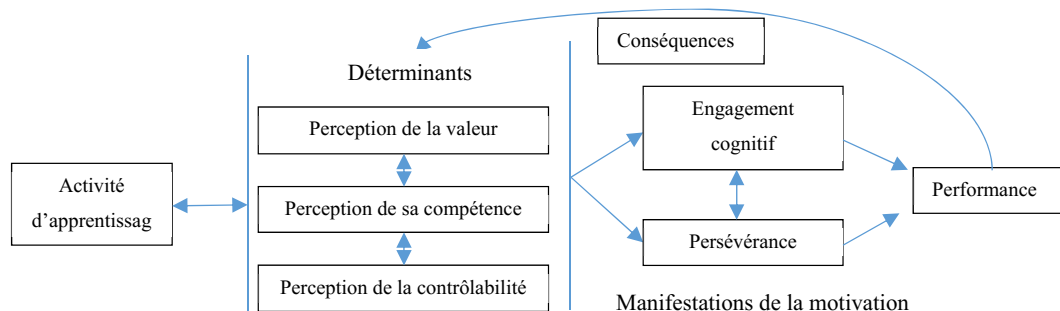 Conséquences
Déterminants
Perception de la valeur
Engagement
cognitif
Activité
d’apprentissag
Perception de sa compétence
Performance
Persévérance
Perception de la contrôlabilité
Manifestations de la motivation